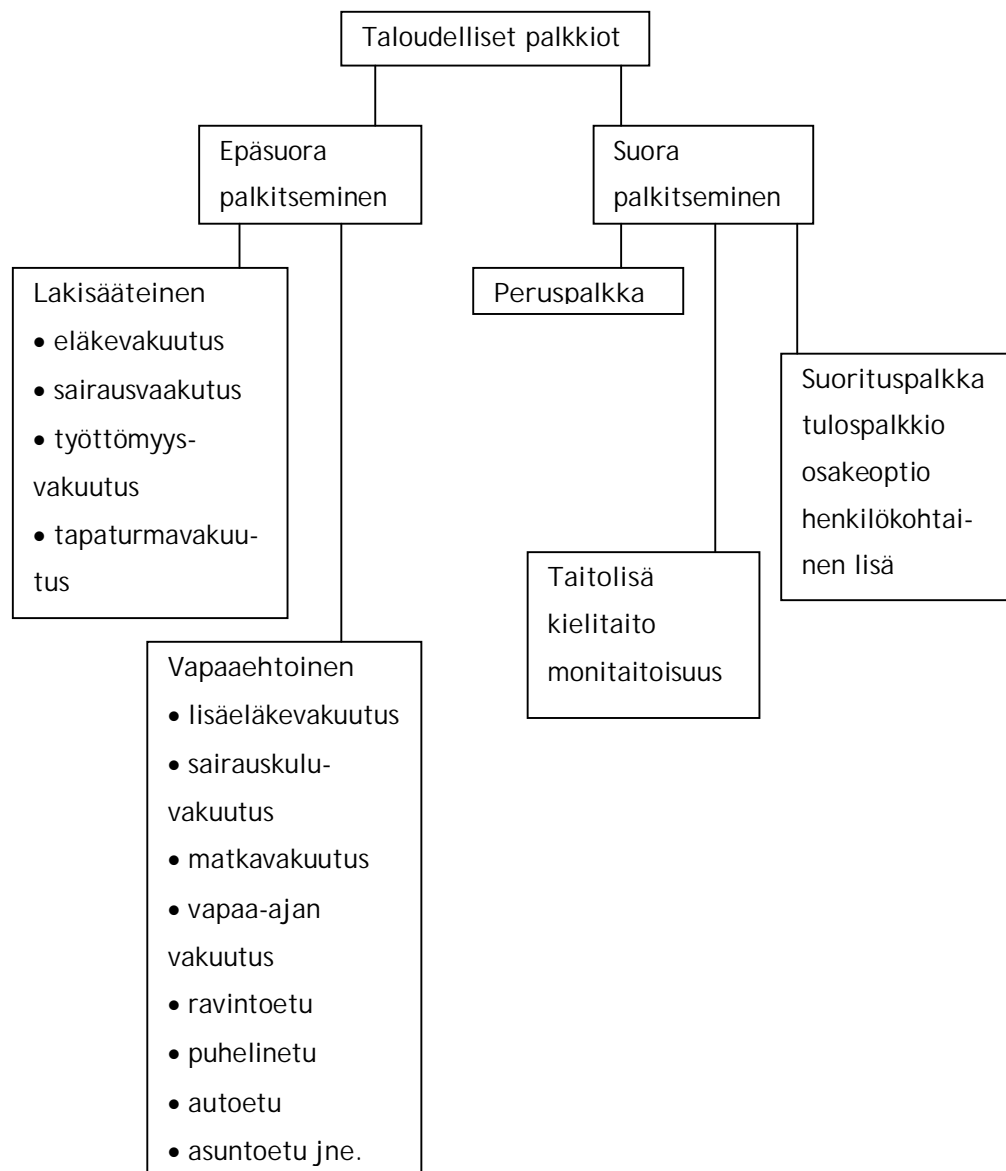 Taloudelliset palkkiot
Epäsuora
palkitseminen
Suora
palkitseminen
Lakisääteinen
• eläkevakuutus
• sairausvaakutus
• työttömyys-
vakuutus
• tapaturmavakuu-
tus
Peruspalkka
Suorituspalkka
tulospalkkio
osakeoptio
henkilökohtai-
nen lisä
Taitolisä
kielitaito
monitaitoisuus
Vapaaehtoinen
• lisäeläkevakuutus
• sairauskulu-
vakuutus
• matkavakuutus
• vapaa-ajan
vakuutus
• ravintoetu
• puhelinetu
• autoetu
• asuntoetu jne.